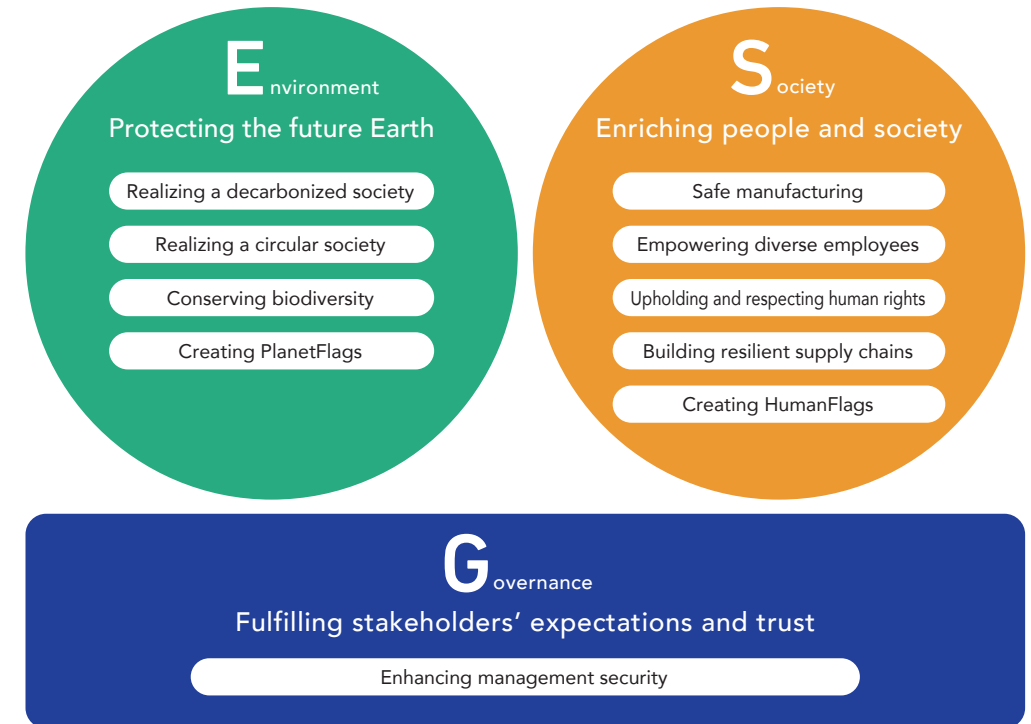 Environment
Protecting the future Earth
Realizing a decarbonized society
Realizing a circular society
Conserving biodiversity
Creating PlanetFlags
Society
Enriching people and society
Safe manufacturing
Empowering diverse employees
Upholding and respecting human rights
Building resilient supply chains
Creating HumanFlags
Governance
Fulfilling stakeholders’ expectations and trust
Enhancing management security